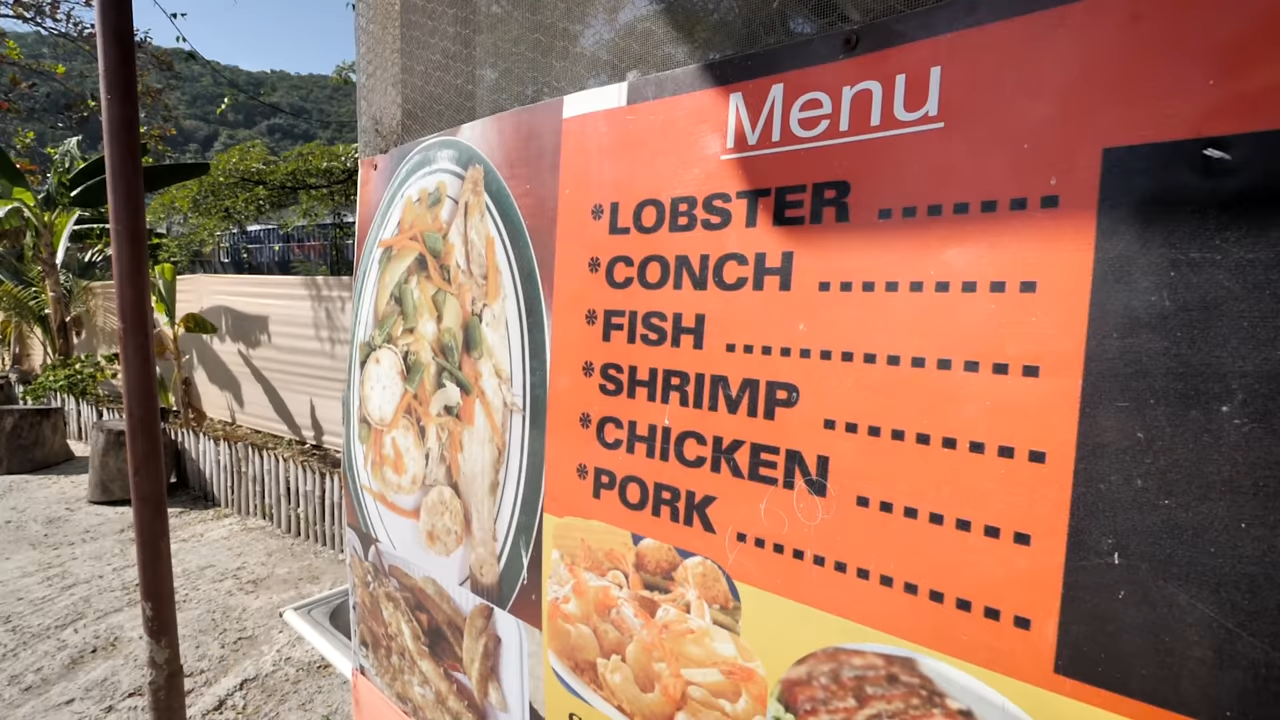 Menu
*LOBSTER ........
*CONCH ..........
*FISH ................
*SHRIMP ..........
*CHICKEN ........
*PORK .............